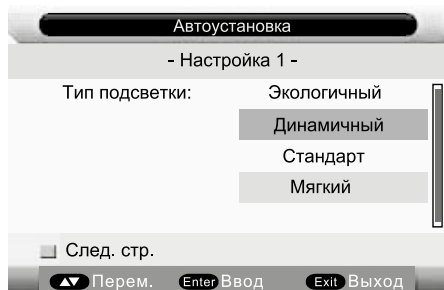 Автоустановка
- Настройка 1 -
Тип подсветки: Экологичный
Динамичный
Стандарт
Мягкий
След. стр.
▲▼ Перем. Enter Ввод Exit Выход